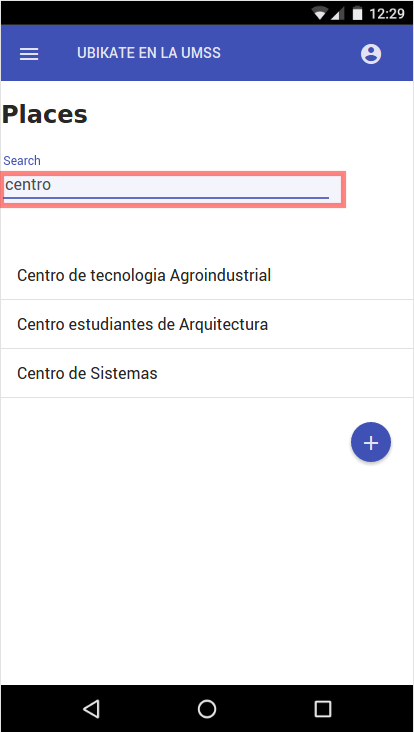 12:29
UBIKATE EN LA UMSS
Places
Search
centro
Centro de tecnologia Agroindustrial
Centro estudiantes de Arquitectura
Centro de Sistemas